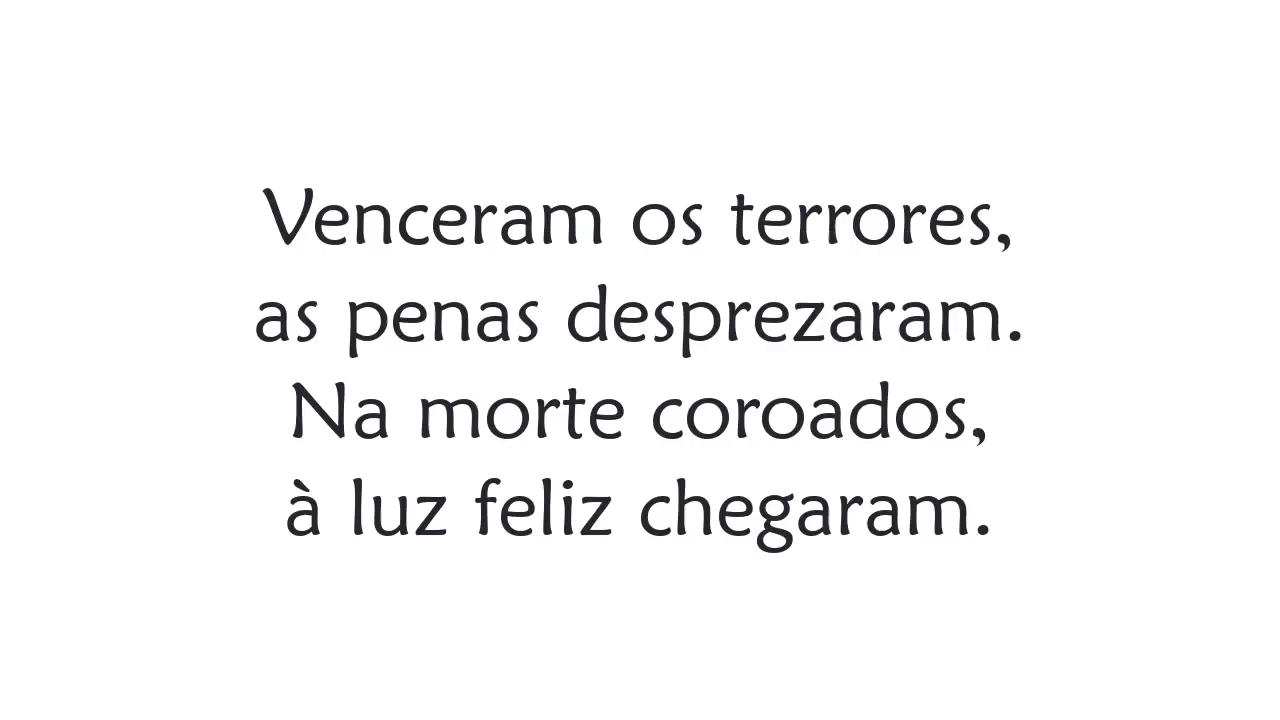 Venceram os terrores,
as penas desprezaram.
Na morte coroados,
à luz feliz chegaram.